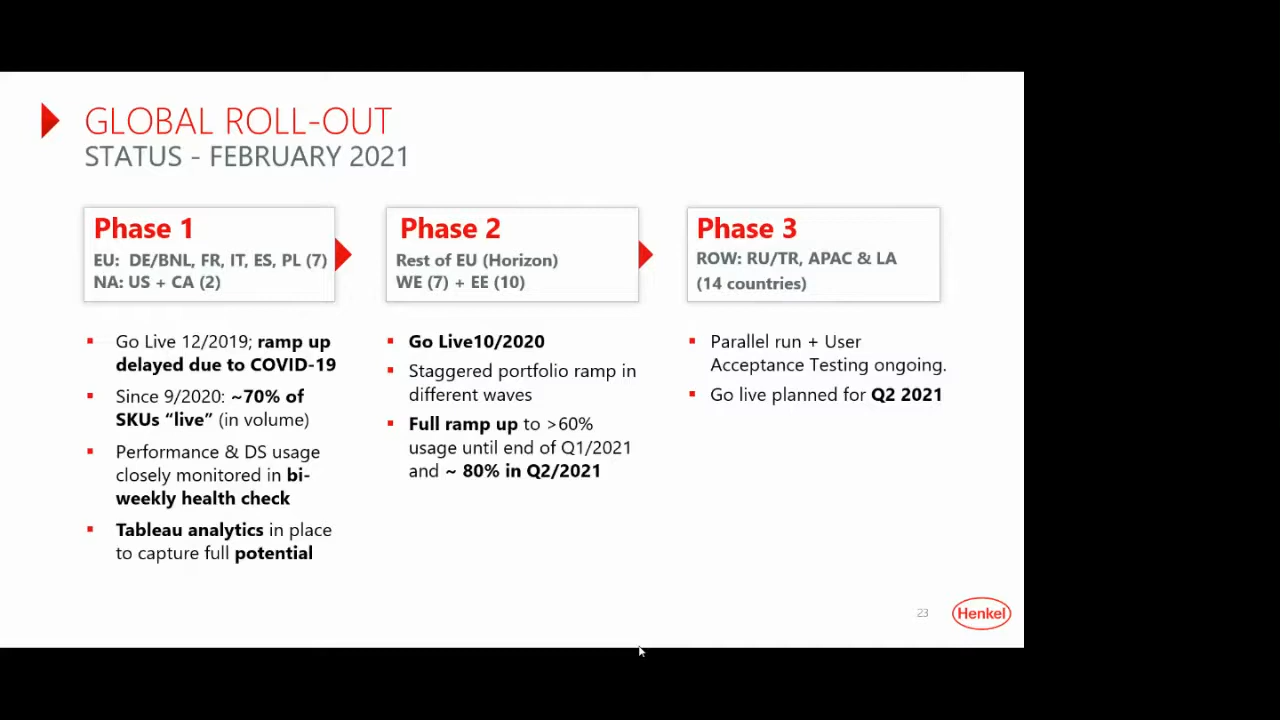 GLOBAL ROLL-OUT
STATUS - FEBRUARY 2021
Phase 1
EU: DE/BNL, FR, IT, ES, PL (7)
NA: US + CA (2)
Go Live 12/2019; ramp up
delayed due to COVID-19
Since 9/2020: ~70% of
SKUs “live” (in volume)
Performance & DS usage
closely monitored in bi-
weekly health check
Tableau analytics in place
to capture full potential
Phase 2
Rest of EU (Horizon)
WE (7) + EE (10)
Go Live10/2020
Staggered portfolio ramp in
different waves
Full ramp up to >60%
usage until end of Q1/2021
and ~ 80% in Q2/2021
Phase 3
ROW: RU/TR, APAC & LA
(14 countries)
Parallel run + User
Acceptance Testing ongoing.
Go live planned for Q2 2021
23
Henkel